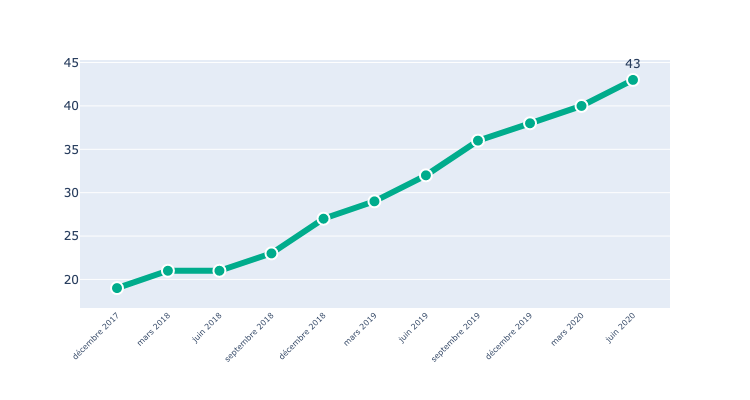 43
45
40
35
30
25
20
décembre 2017
mars 2018
juin 2018
septembre 2018
décembre 2018
mars 2019
juin 2019
septembre 2019
décembre 2019
mars 2020
juin 2020